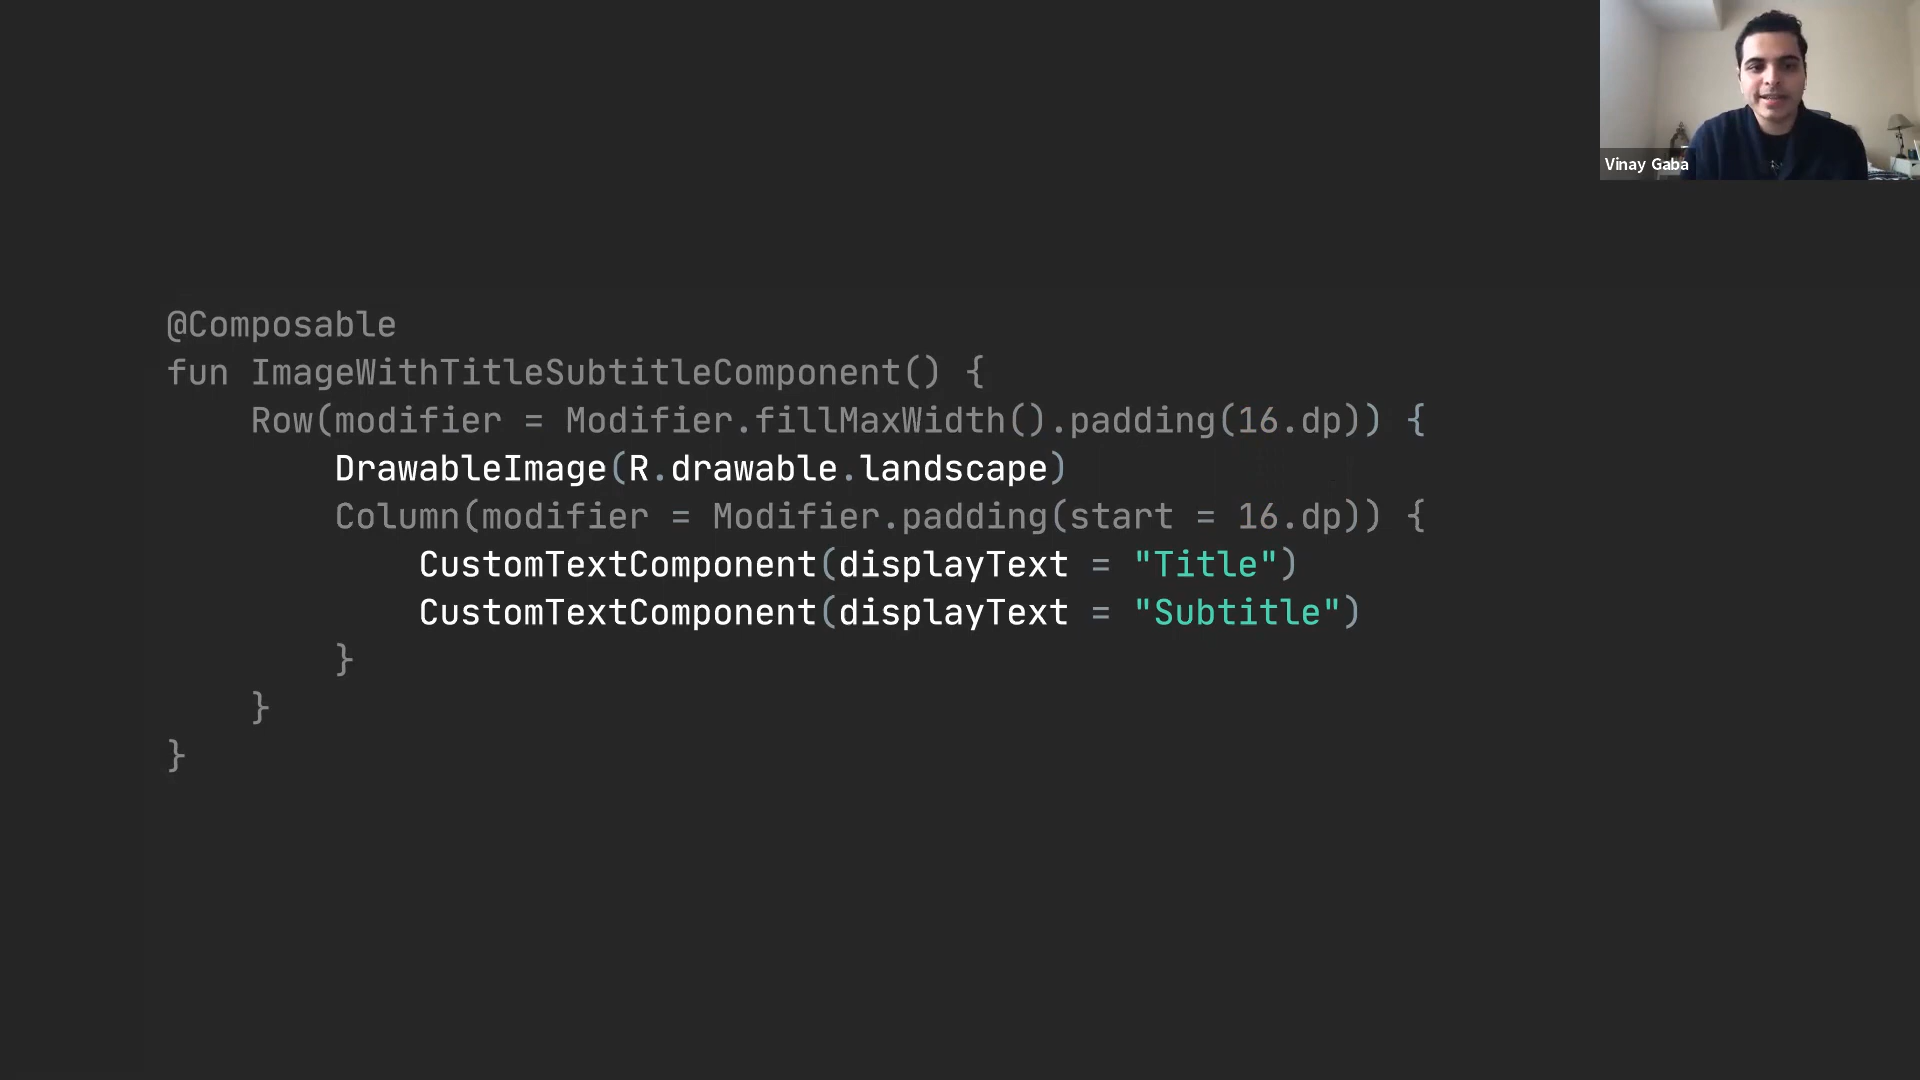 Vinay Gaba
@Composable
fun ImageWithTitleSubtitleComponent() {
    Row(modifier = Modifier.fillMaxWidth().padding(16.dp)) {
        DrawableImage(R.drawable.landscape)
        Column(modifier = Modifier.padding(start = 16.dp)) {
            CustomTextComponent(displayText = "Title")
            CustomTextComponent(displayText = "Subtitle")
        }
    }
}